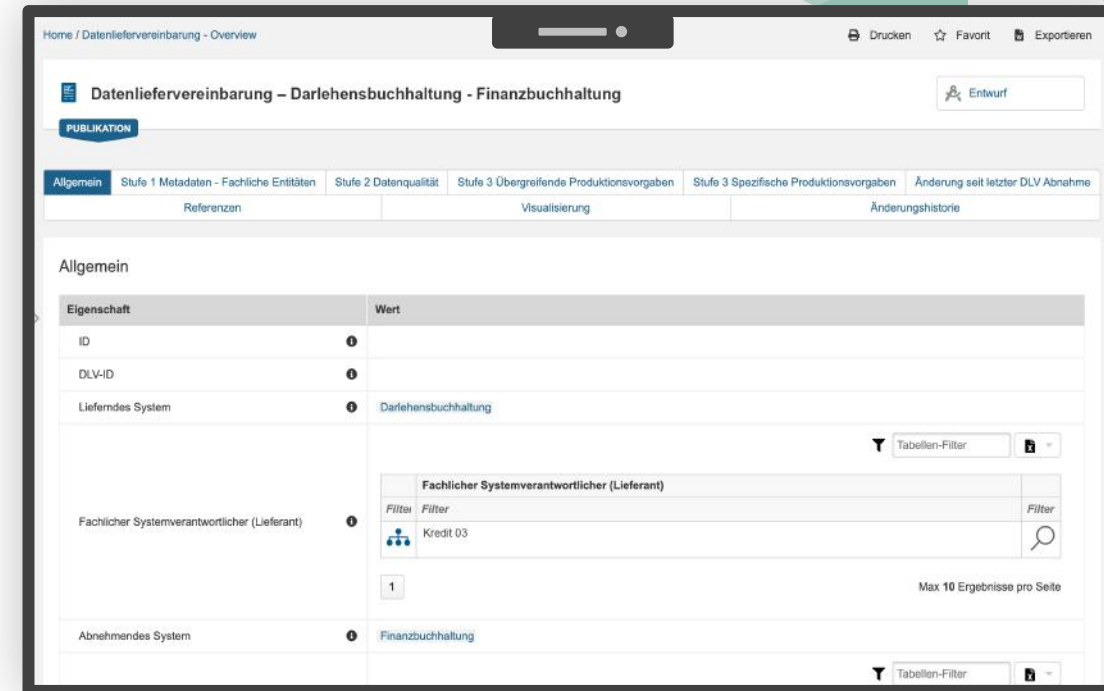 Home / Datenliefervereinbarung - Overview
Drucken Favorit Exportieren
Datenliefervereinbarung – Darlehensbuchhaltung - Finanzbuchhaltung
Entwurf
PUBLIKATION
Allgemein Stufe 1 Metadaten - Fachliche Entitäten Stufe 2 Datenqualität Stufe 3 Übergreifende Produktionsvorgaben Stufe 3 Spezifische Produktionsvorgaben Änderung seit letzter DLV Abnahme
Referenzen Visualisierung Änderungshistorie
Allgemein
Eigenschaft Wert
ID
DLV-ID
Lieferndes System Darlehensbuchhaltung
Tabellen-Filter
Fachlicher Systemverantwortlicher (Lieferant)
Filter Filter Filter
Fachlicher Systemverantwortlicher (Lieferant) Kredit 03
1 Max 10 Ergebnisse pro Seite
Abnehmendes System Finanzbuchhaltung
Tabellen-Filter